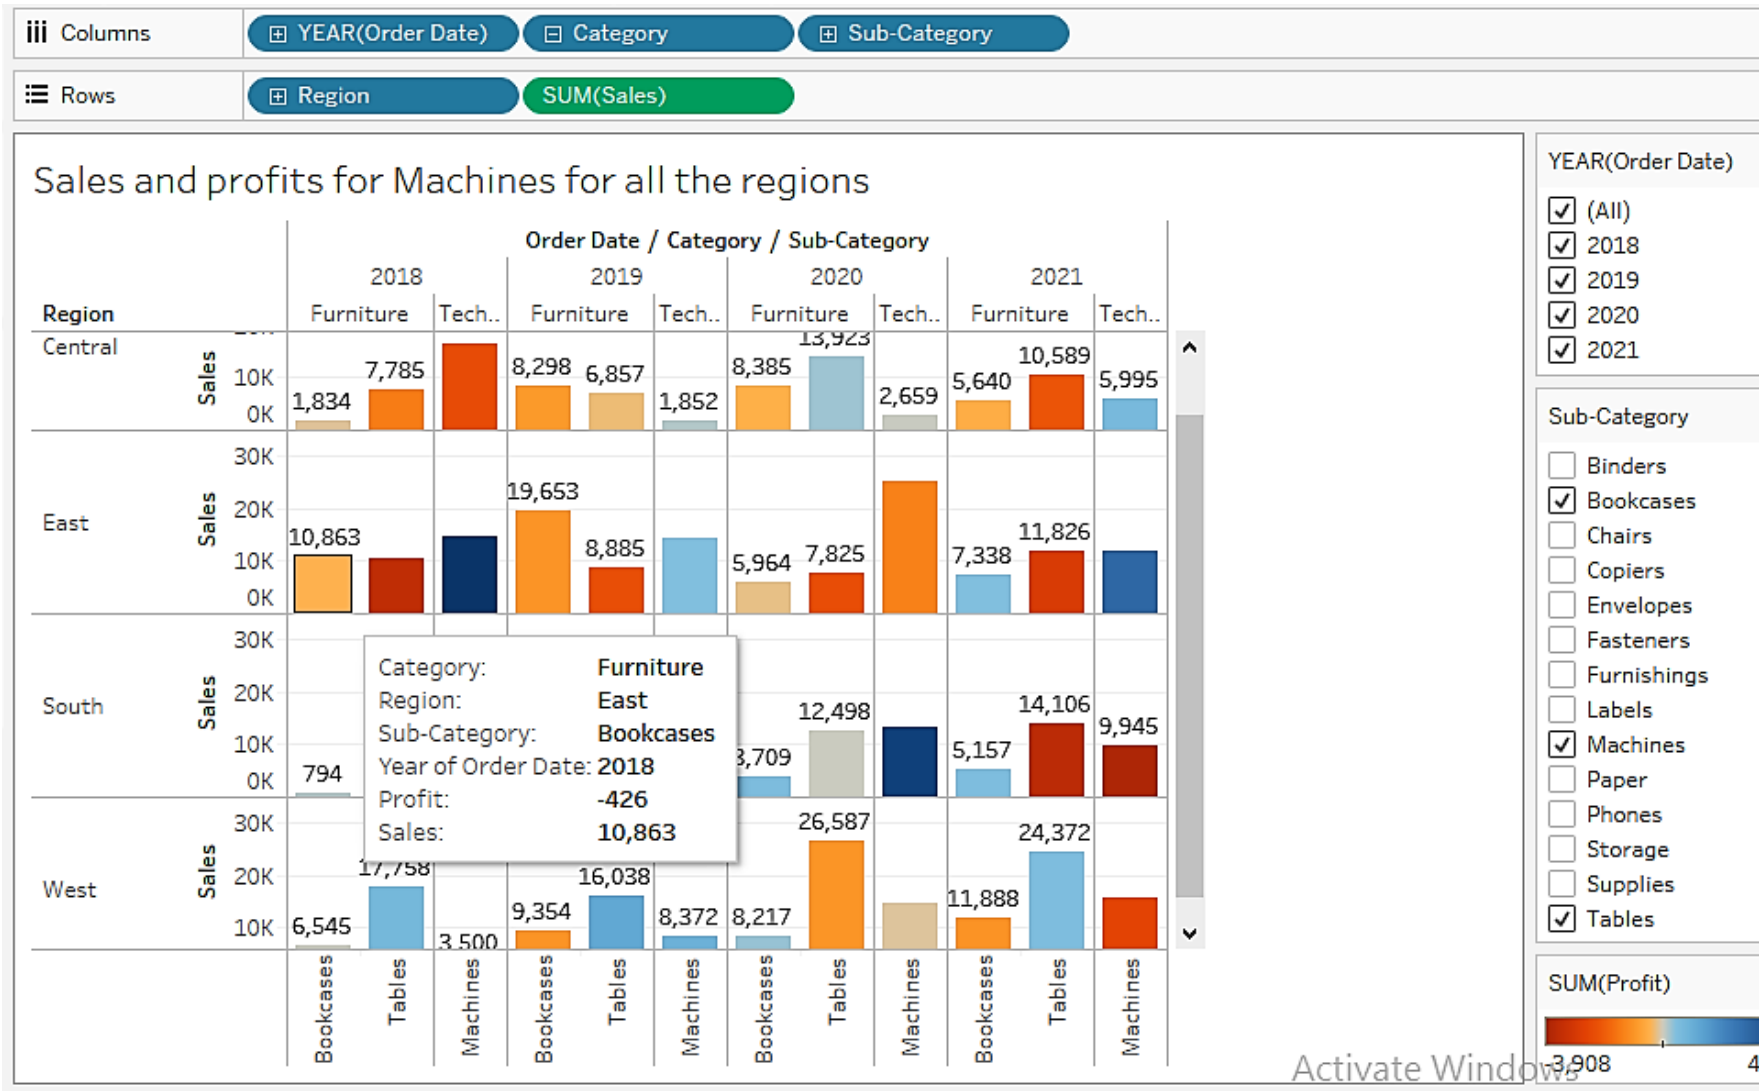 Columns
YEAR(Order Date)
Category
Sub-Category
Rows
Region
SUM(Sales)
Sales and profits for Machines for all the regions
Order Date / Category / Sub-Category
2018 2019 2020 2021
Region
Furniture Tech.. Furniture Tech.. Furniture Tech.. Furniture Tech..
Central
Sales
10K
0K
1,834 7,785 8,298 6,857 1,852 8,385 13,923 2,659 5,640 10,589 5,995
East
Sales
30K
20K
10K
0K
10,863 19,653 8,885 5,964 7,825 7,338 11,826
South
Sales
30K
20K
10K
0K
794 3,709 12,498 5,157 14,106 9,945
Category: Furniture
Region: East
Sub-Category: Bookcases
Year of Order Date: 2018
Profit: -426
Sales: 10,863
West
Sales
30K
20K
10K
6,545 17,758 3,500 9,354 16,038 8,372 8,217 26,587 11,888 24,372
Bookcases Tables Machines Bookcases Tables Machines Bookcases Tables Machines Bookcases Tables Machines
YEAR(Order Date)
(All)
2018
2019
2020
2021
Sub-Category
Binders
Bookcases
Chairs
Copiers
Envelopes
Fasteners
Furnishings
Labels
Machines
Paper
Phones
Storage
Supplies
Tables
SUM(Profit)
-3,908 4
Activate Windows